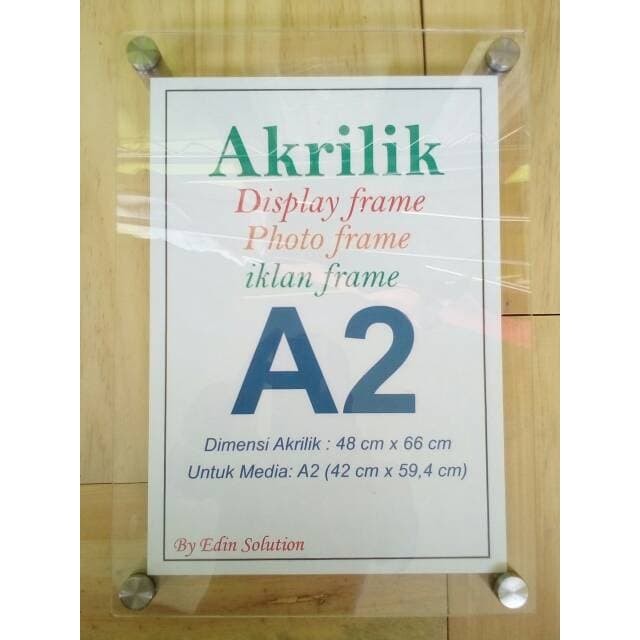 Akrilik
Display frame
Photo frame
iklan frame
A2
Dimensi Akrilik : 48 cm x 66 cm
Untuk Media: A2 (42 cm x 59,4 cm)
By Edin Solution